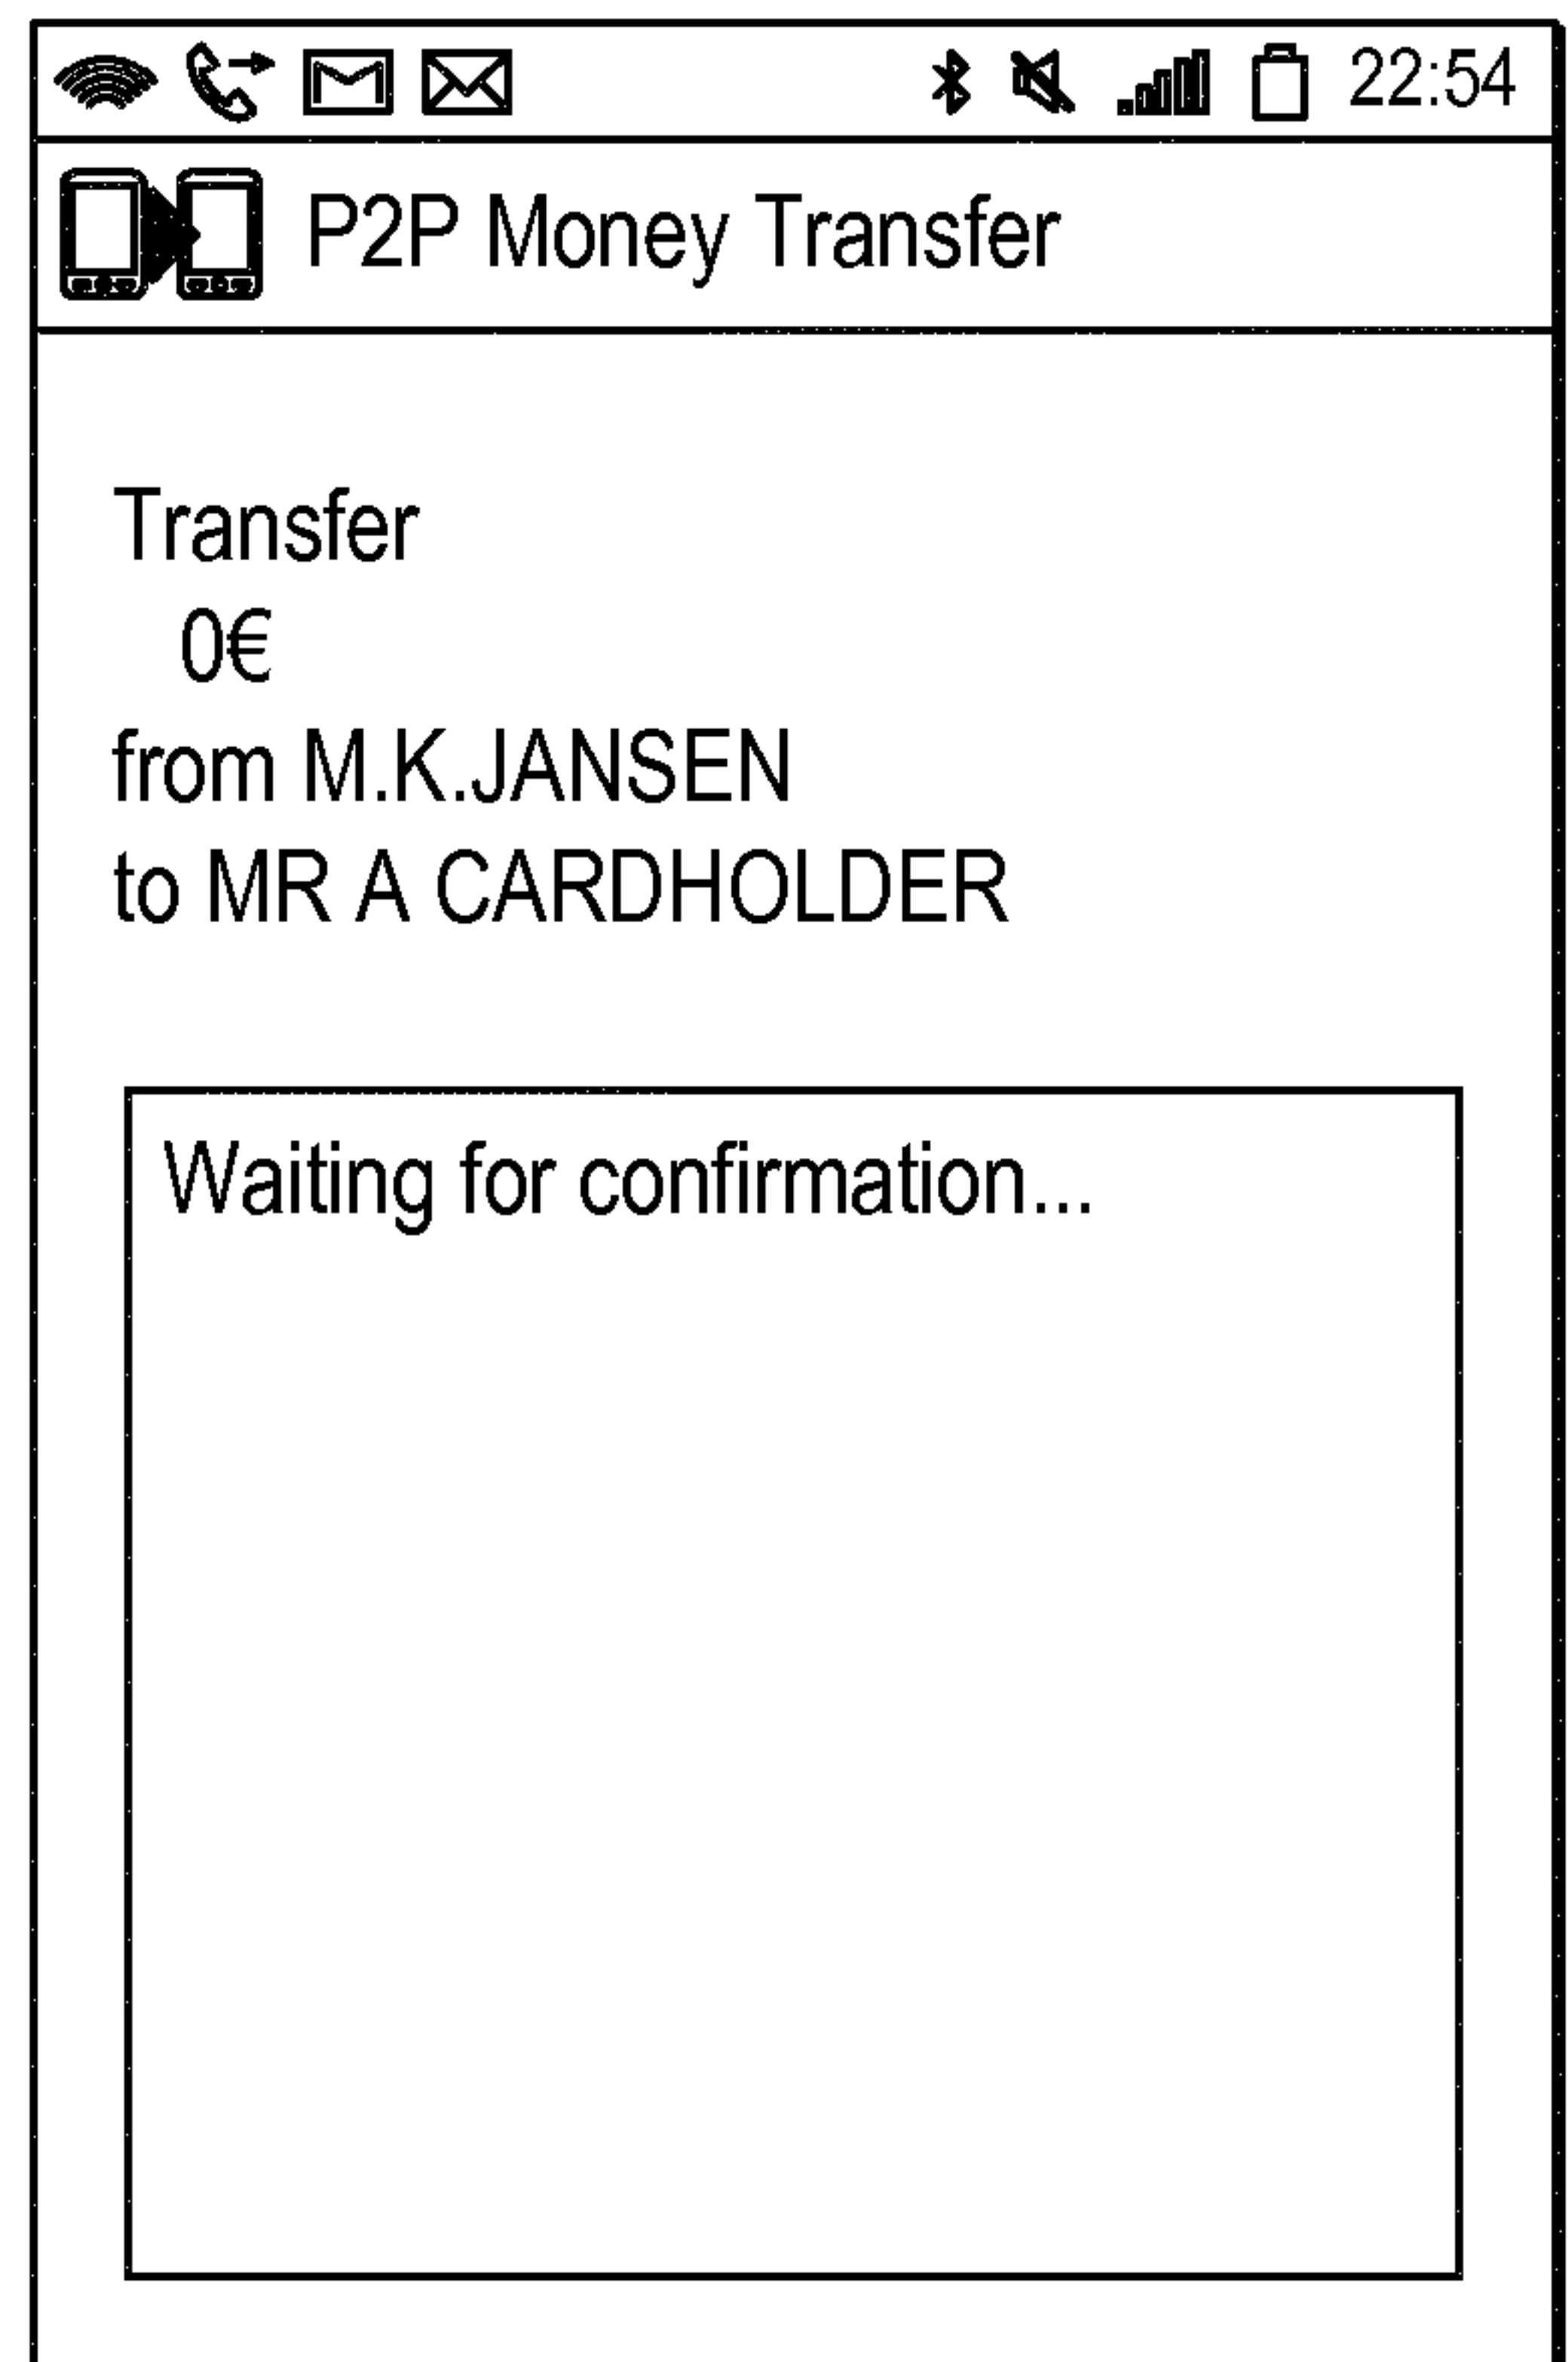 22:54
P2P Money Transfer
Transfer
0€
from M.K.JANSEN
to MR A CARDHOLDER
Waiting for confirmation...